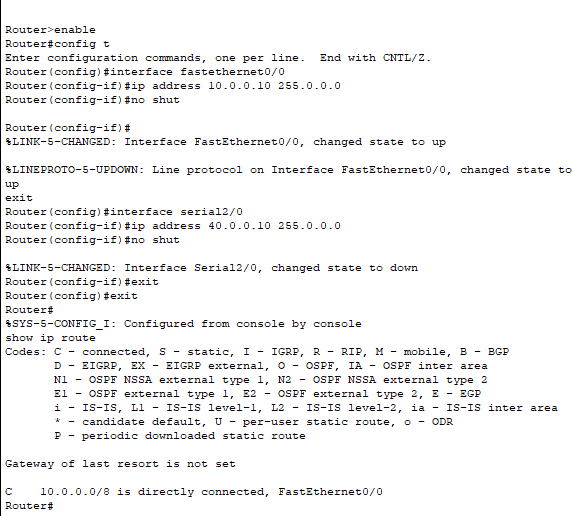 Router>enable
Router#config t
Enter configuration commands, one per line.  End with CNTL/Z.
Router(config)#interface fastethernet0/0
Router(config-if)#ip address 10.0.0.10 255.0.0.0
Router(config-if)#no shut
Router(config-if)#
%LINK-5-CHANGED: Interface FastEthernet0/0, changed state to up
%LINEPROTO-5-UPDOWN: Line protocol on Interface FastEthernet0/0, changed state to
up
exit
Router(config)#interface serial2/0
Router(config-if)#ip address 40.0.0.10 255.0.0.0
Router(config-if)#no shut
%LINK-5-CHANGED: Interface Serial2/0, changed state to down
Router(config-if)#exit
Router(config)#exit
Router#
%SYS-5-CONFIG_I: Configured from console by console
show ip route
Codes: C - connected, S - static, I - IGRP, R - RIP, M - mobile, B - BGP
       D - EIGRP, EX - EIGRP external, O - OSPF, IA - OSPF inter area
       N1 - OSPF NSSA external type 1, N2 - OSPF NSSA external type 2
       E1 - OSPF external type 1, E2 - OSPF external type 2, E - EGP
       i - IS-IS, L1 - IS-IS level-1, L2 - IS-IS level-2, ia - IS-IS inter area
       * - candidate default, U - per-user static route, o - ODR
       P - periodic downloaded static route
Gateway of last resort is not set
C    10.0.0.0/8 is directly connected, FastEthernet0/0
Router#